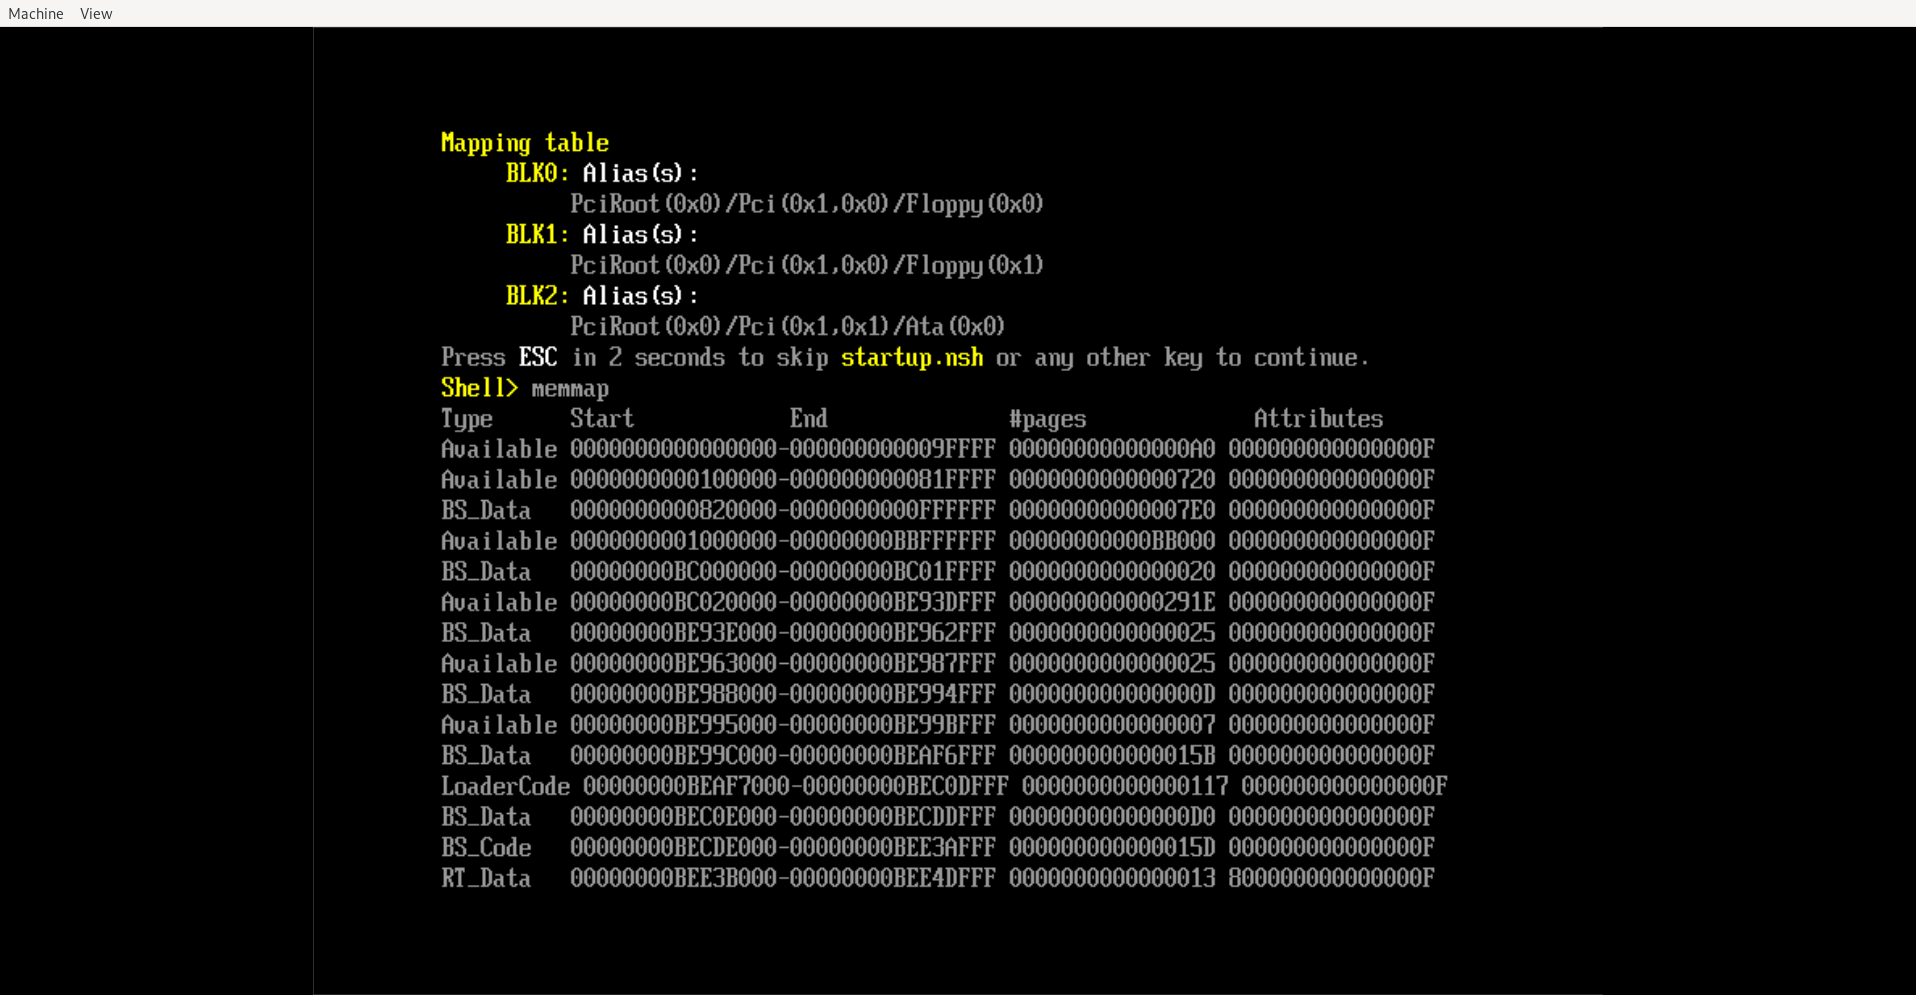 Machine View
Mapping table
BLK0: Alias(s):
PciRoot(0x0)/Pci(0x1,0x0)/Floppy(0x0)
BLK1: Alias(s):
PciRoot(0x0)/Pci(0x1,0x0)/Floppy(0x1)
BLK2: Alias(s):
PciRoot(0x0)/Pci(0x1,0x1)/Ata(0x0)
Press ESC in 2 seconds to skip startup.nsh or any other key to continue.
Shell> memmap
Type Start End #pages Attributes
Available 0000000000000000-000000000009FFFF 00000000000000A0 000000000000000F
Available 0000000000100000-000000000081FFFF 0000000000000720 000000000000000F
BS_Data 0000000000820000-0000000000FFFFFF 00000000000007E0 000000000000000F
Available 0000000001000000-00000000BBFFFFFF 00000000000BB000 000000000000000F
BS_Data 00000000BC000000-00000000BC01FFFF 0000000000000020 000000000000000F
Available 00000000BC020000-00000000BE93DFFF 000000000000291E 000000000000000F
BS_Data 00000000BE93E000-00000000BE962FFF 0000000000000025 000000000000000F
Available 00000000BE963000-00000000BE987FFF 0000000000000025 000000000000000F
BS_Data 00000000BE988000-00000000BE994FFF 000000000000000D 000000000000000F
Available 00000000BE995000-00000000BE99BFFF 0000000000000007 000000000000000F
BS_Data 00000000BE99C000-00000000BEAF6FFF 000000000000015B 000000000000000F
LoaderCode 00000000BEAF7000-00000000BEC0DFFF 0000000000000117 000000000000000F
BS_Data 00000000BEC0E000-00000000BECDDFFF 00000000000000D0 000000000000000F
BS_Code 00000000BECDE000-00000000BEE3AFFF 000000000000015D 000000000000000F
RT_Data 00000000BEE3B000-00000000BEE4DFFF 0000000000000013 800000000000000F